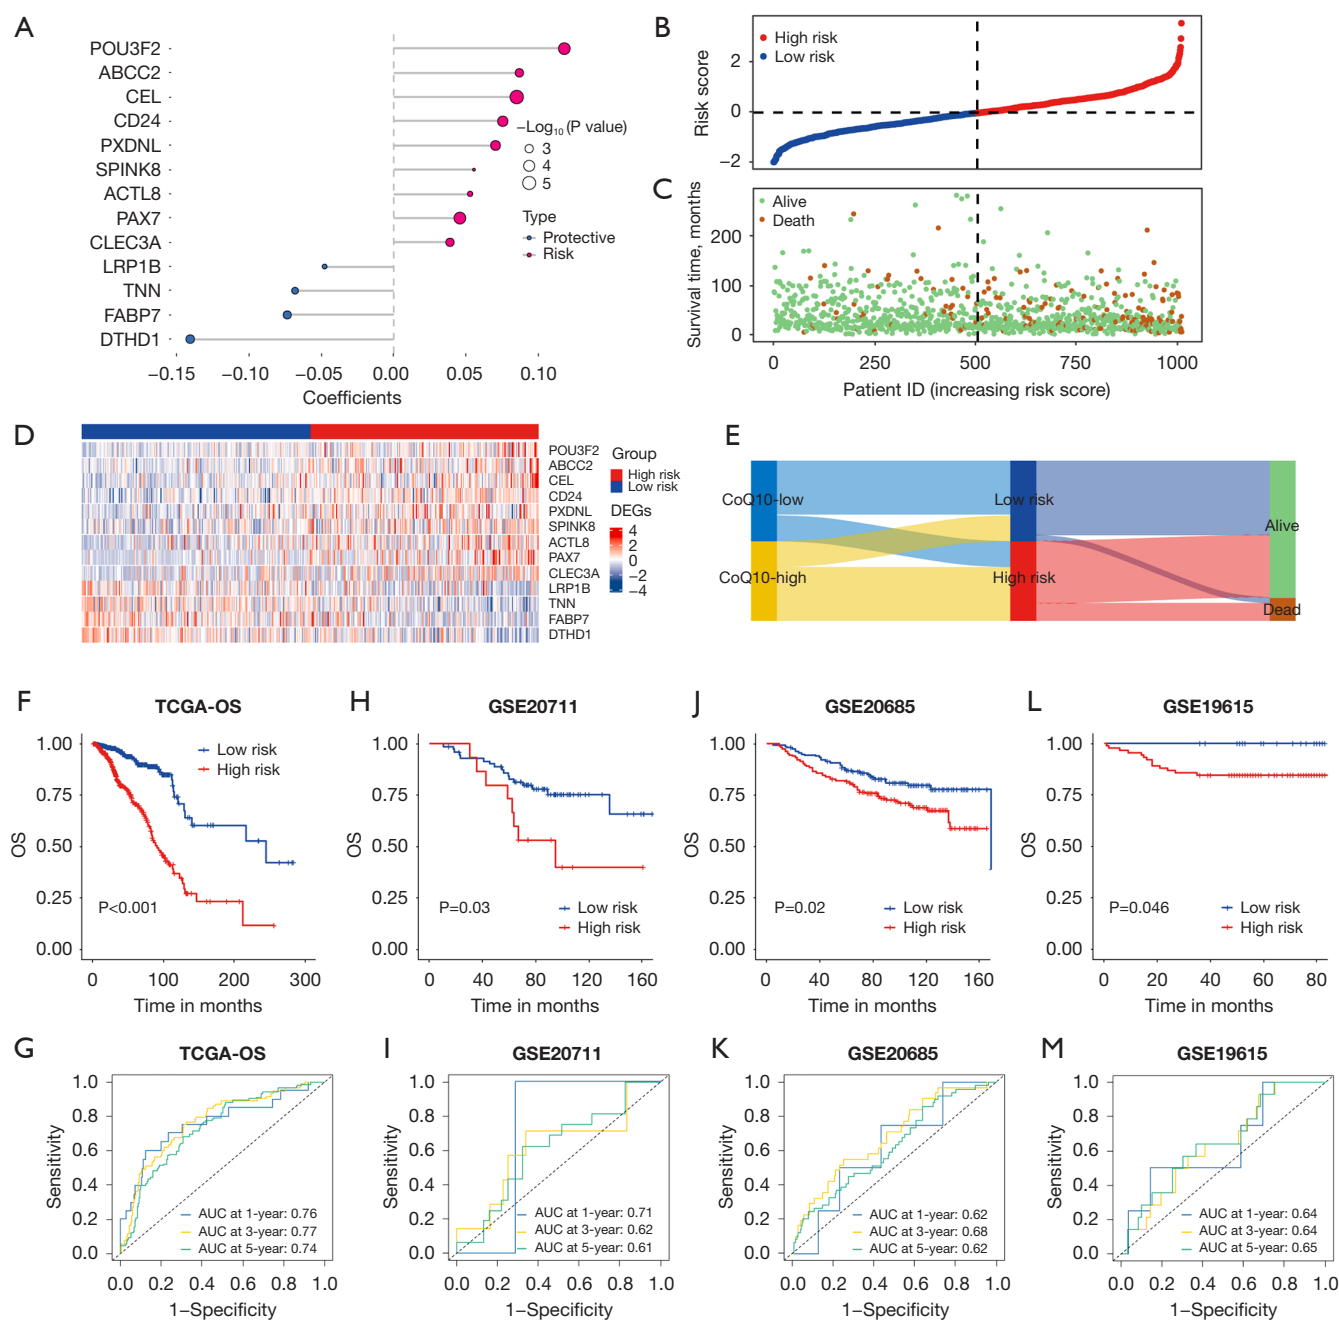 A
POU3F2
ABCC2
CEL
CD24
PXDNL
SPINK8
ACTL8
PAX7
CLEC3A
LRP1B
TNN
FABP7
DTHD1
−Log10 (P value)
3
4
5
Type
Protective
Risk
−0.15 −0.10 −0.05 0.00 0.05 0.10
Coefficients
B
High risk
Low risk
Risk score
2
0
−2
C
Alive
Death
Survival time, months
200
100
0
0 250 500 750 1000
Patient ID (increasing risk score)
D
POU3F2
ABCC2
CEL
CD24
PXDNL
SPINK8
ACTL8
PAX7
CLEC3A
LRP1B
TNN
FABP7
DTHD1
Group
High risk
Low risk
DEGs
4
2
0
−2
−4
E
CoQ10-low
CoQ10-high
Low risk
High risk
Alive
Dead
F
TCGA-OS
Low risk
High risk
OS
1.00
0.75
0.50
0.25
0.00
P<0.001
0 100 200 300
Time in months
H
GSE20711
OS
1.00
0.75
0.50
0.25
0.00
P=0.03
Low risk
High risk
0 40 80 120 160
Time in months
J
GSE20685
OS
1.00
0.75
0.50
0.25
0.00
P=0.02
Low risk
High risk
0 40 80 120 160
Time in months
L
GSE19615
OS
1.00
0.75
0.50
0.25
0.00
P=0.046
Low risk
High risk
0 20 40 60 80
Time in months
G
TCGA-OS
Sensitivity
1.0
0.8
0.6
0.4
0.2
0.0
AUC at 1-year: 0.76
AUC at 3-year: 0.77
AUC at 5-year: 0.74
0.0 0.2 0.4 0.6 0.8 1.0
1−Specificity
I
GSE20711
Sensitivity
1.0
0.8
0.6
0.4
0.2
0.0
AUC at 1-year: 0.71
AUC at 3-year: 0.62
AUC at 5-year: 0.61
0.0 0.2 0.4 0.6 0.8 1.0
1−Specificity
K
GSE20685
Sensitivity
1.0
0.8
0.6
0.4
0.2
0.0
AUC at 1-year: 0.62
AUC at 3-year: 0.68
AUC at 5-year: 0.62
0.0 0.2 0.4 0.6 0.8 1.0
1−Specificity
M
GSE19615
Sensitivity
1.0
0.8
0.6
0.4
0.2
0.0
AUC at 1-year: 0.64
AUC at 3-year: 0.64
AUC at 5-year: 0.65
0.0 0.2 0.4 0.6 0.8 1.0
1−Specificity